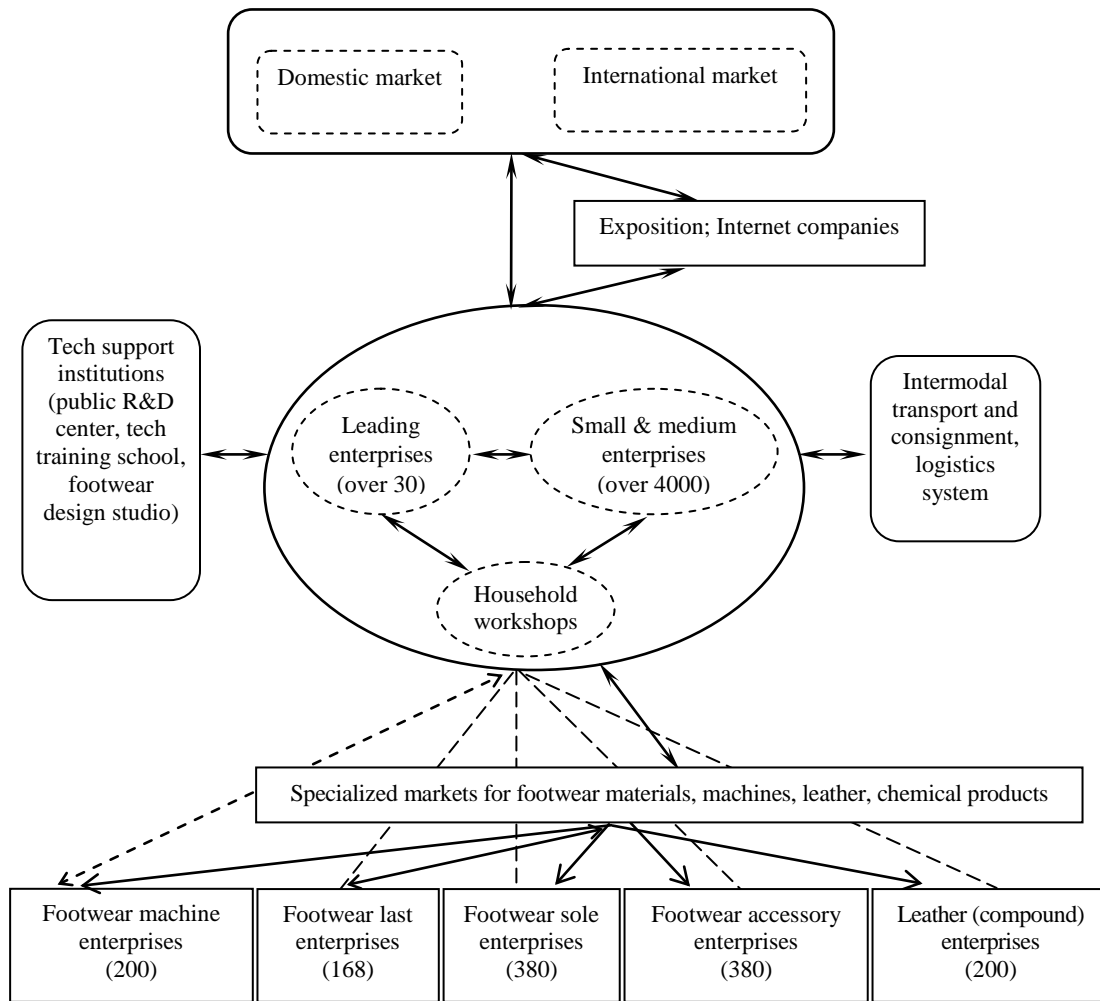 Domestic market
International market
Exposition; Internet companies
Tech support
institutions
(public R&D
center, tech
training school,
footwear
design studio)
Leading
enterprises
(over 30)
Small & medium
enterprises
(over 4000)
Household
workshops
Intermodal
transport and
consignment,
logistics
system
Specialized markets for footwear materials, machines, leather, chemical products
Footwear machine
enterprises
(200)
Footwear last
enterprises
(168)
Footwear sole
enterprises
(380)
Footwear accessory
enterprises
(380)
Leather (compound)
enterprises
(200)